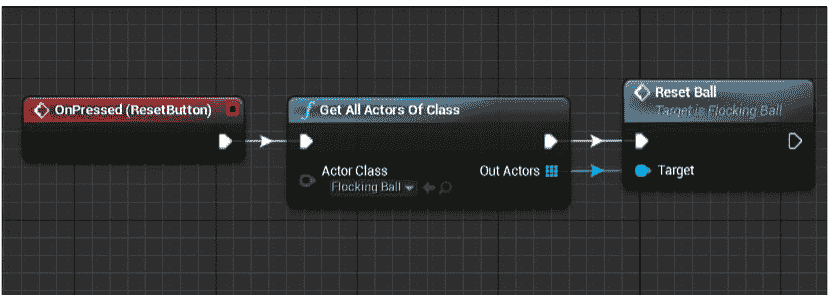 OnPressed (ResetButton)
Get All Actors Of Class
Actor Class
Flocking Ball
Out Actors
Reset Ball
Target is Flocking Ball
Target